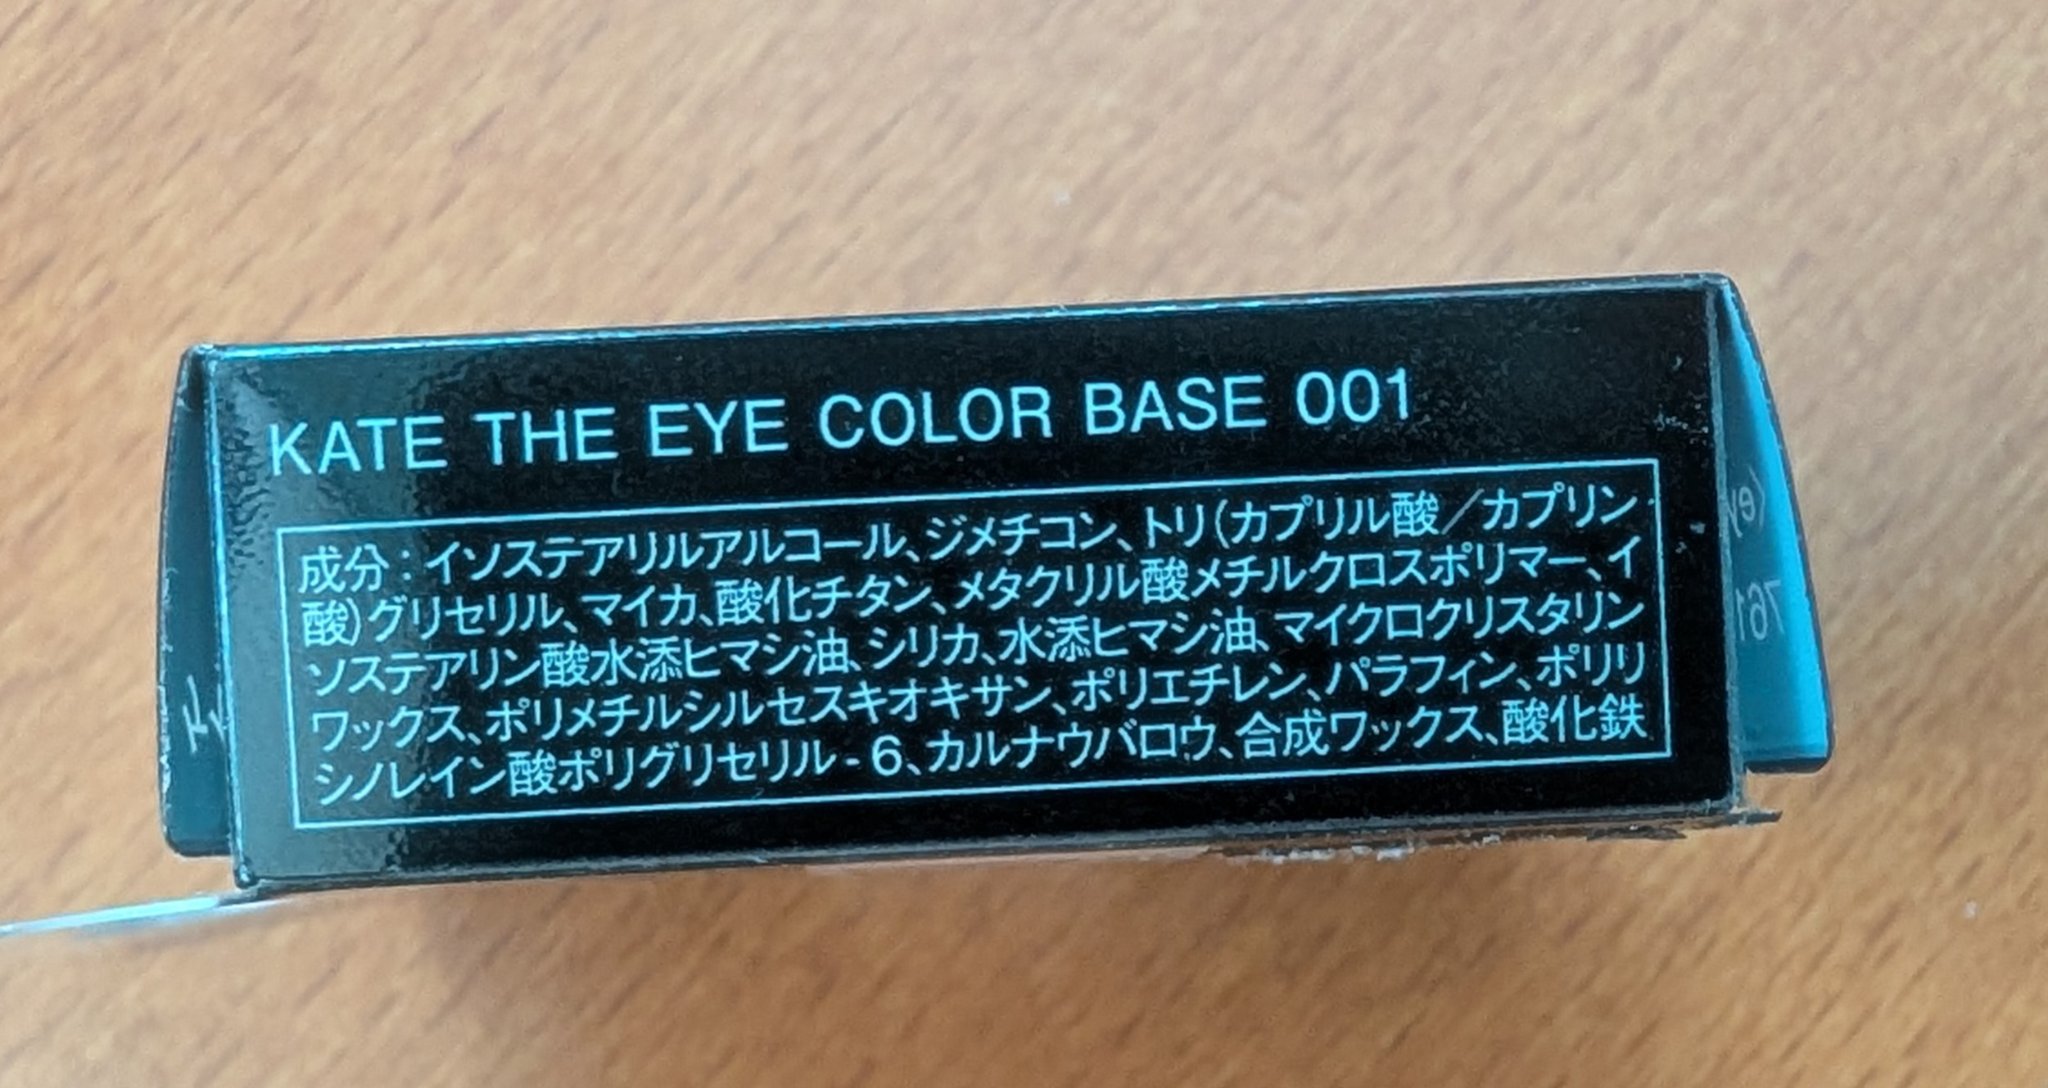 KATE THE EYE COLOR BASE 001
成分：イソステアリルアルコール、ジメチコン、トリ（カプリル酸／カプリン
酸）グリセリル、マイカ、酸化チタン、メタクリル酸メチルクロスポリマー、イ
ソステアリン酸水添ヒマシ油、シリカ、水添ヒマシ油、マイクロクリスタリン
ワックス、ポリメチルシルセスキオキサン、ポリエチレン、パラフィン、ポリリ
シノレイン酸ポリグリセリル-6、カルナウバロウ、合成ワックス、酸化鉄